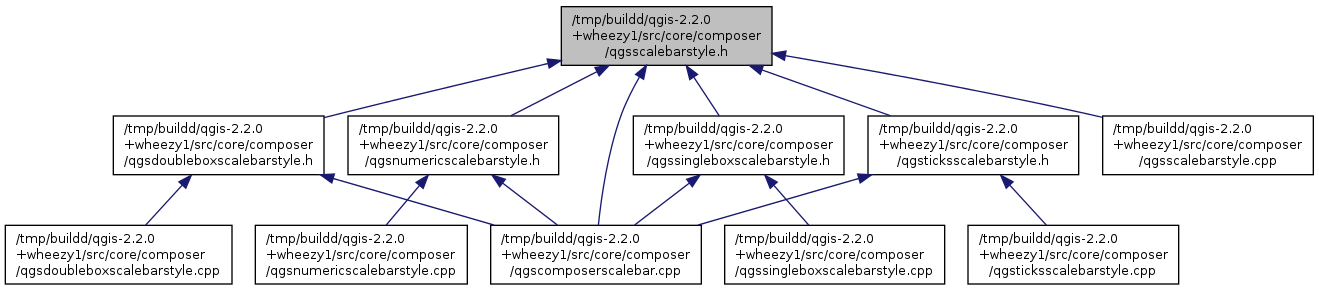 /tmp/buildd/qgis-2.2.0
+wheezy1/src/core/composer
/qgsscalebarstyle.h
/tmp/buildd/qgis-2.2.0
+wheezy1/src/core/composer
/qgsdoubleboxscalebarstyle.h
/tmp/buildd/qgis-2.2.0
+wheezy1/src/core/composer
/qgsnumericscalebarstyle.h
/tmp/buildd/qgis-2.2.0
+wheezy1/src/core/composer
/qgssingleboxscalebarstyle.h
/tmp/buildd/qgis-2.2.0
+wheezy1/src/core/composer
/qgsticksscalebarstyle.h
/tmp/buildd/qgis-2.2.0
+wheezy1/src/core/composer
/qgsscalebarstyle.cpp
/tmp/buildd/qgis-2.2.0
+wheezy1/src/core/composer
/qgsdoubleboxscalebarstyle.cpp
/tmp/buildd/qgis-2.2.0
+wheezy1/src/core/composer
/qgsnumericscalebarstyle.cpp
/tmp/buildd/qgis-2.2.0
+wheezy1/src/core/composer
/qgscomposerscalebar.cpp
/tmp/buildd/qgis-2.2.0
+wheezy1/src/core/composer
/qgssingleboxscalebarstyle.cpp
/tmp/buildd/qgis-2.2.0
+wheezy1/src/core/composer
/qgsticksscalebarstyle.cpp